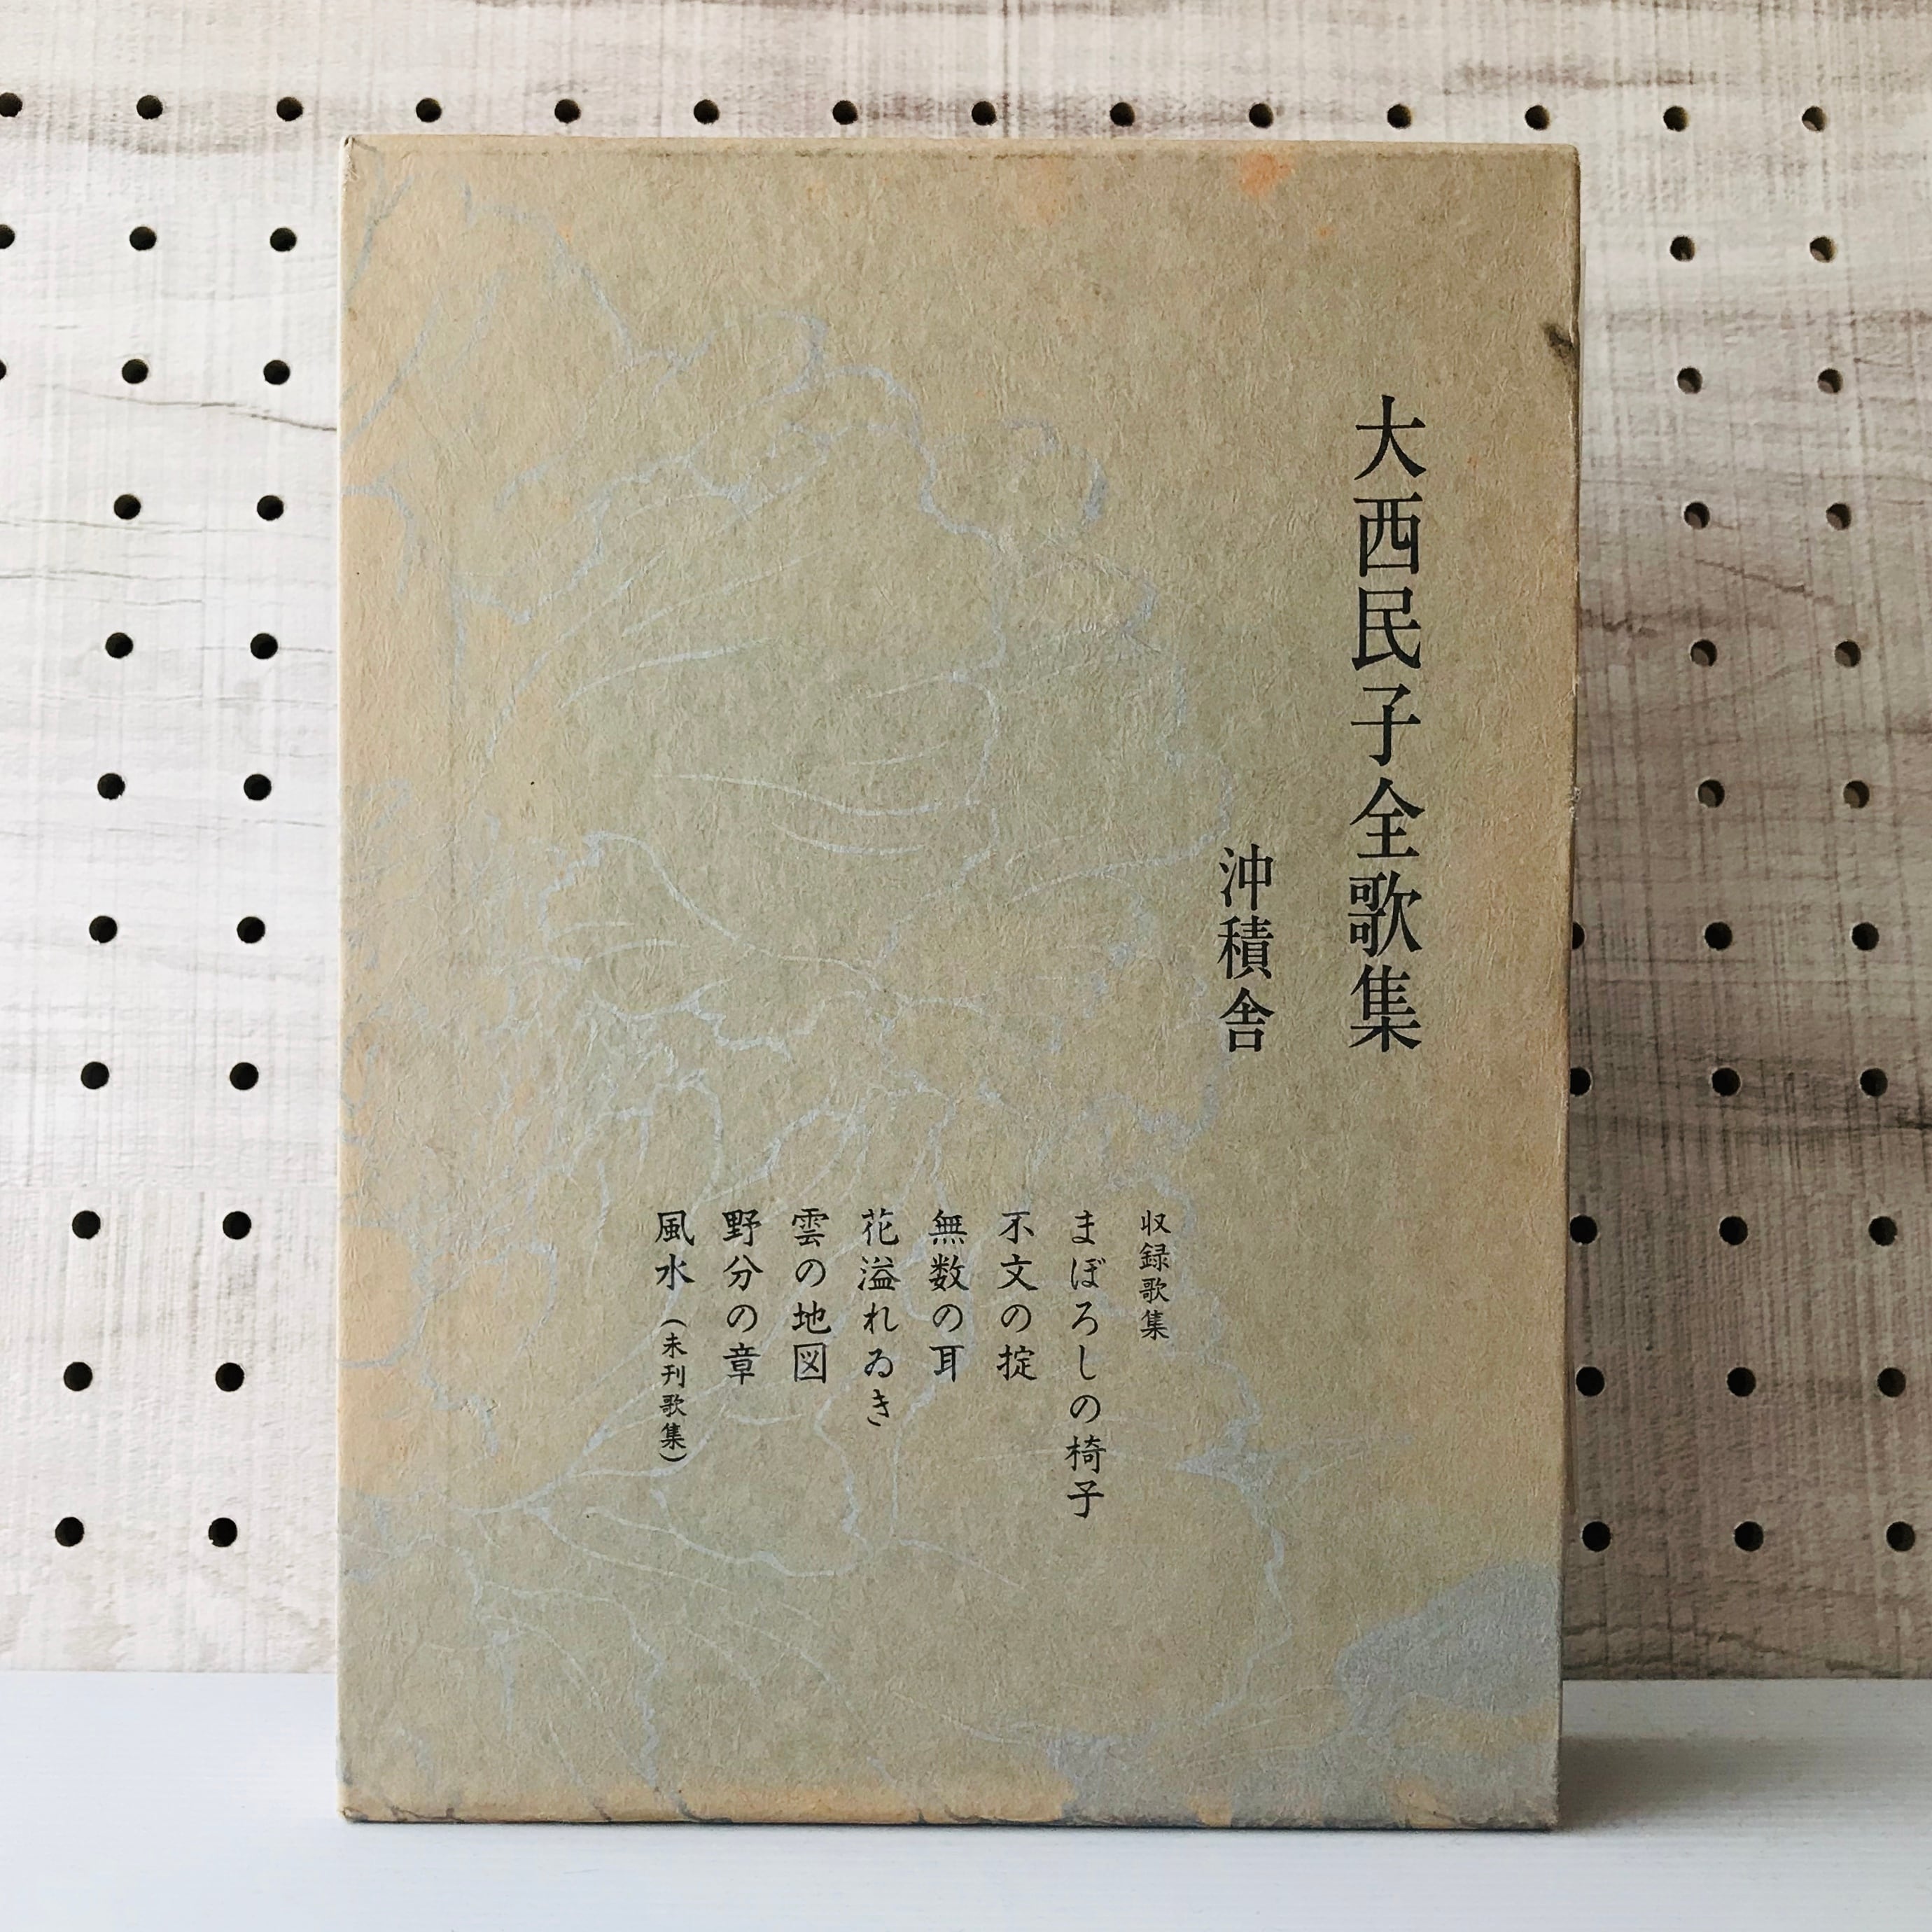 大西民子全歌集
沖積舎
収録歌集
まぼろしの椅子
不文の掟
無数の耳
花溢れゐき
雲の地図
野分の章
風水（未刊歌集）